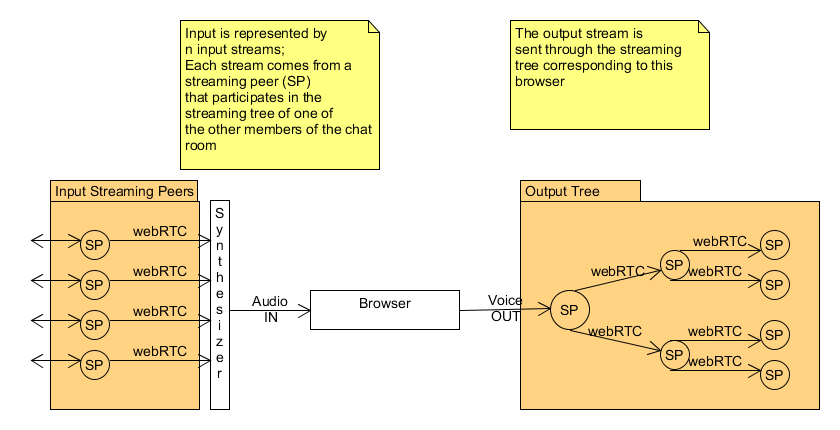 Input is represented by
n input streams;
Each stream comes from a
streaming peer (SP)
that participates in the
streaming tree of one of
the other members of the chat
room
The output stream is
sent through the streaming
tree corresponding to this
browser
Input Streaming Peers
SP
webRTC
SP
webRTC
SP
webRTC
SP
webRTC
Synthesizer
Audio
IN
Browser
Voice
OUT
Output Tree
SP
webRTC
webRTC
SP
webRTC
SP
webRTC
SP
SP
webRTC
SP
webRTC
SP